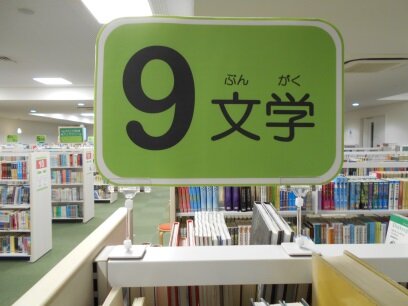 ぶん がく
9 文学